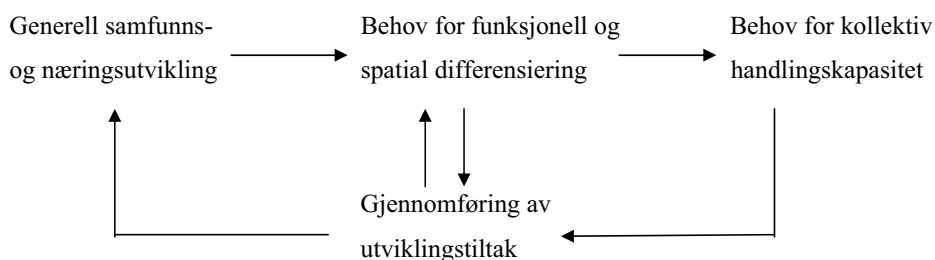 Generell samfunns-
og næringsutvikling
Behov for funksjonell og
spatial differensiering
Behov for kollektiv
handlingskapasitet
Gjennomføring av
utviklingstiltak